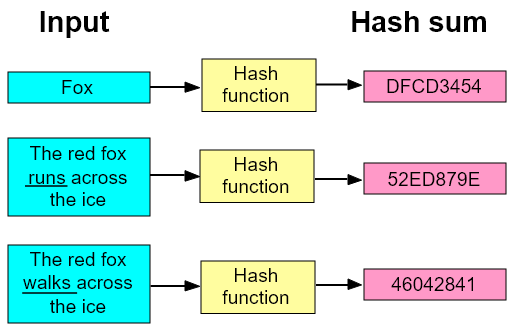 Input
Hash sum
Fox
Hash
function
DFCD3454
The red fox
runs across
the ice
Hash
function
52ED879E
The red fox
walks across
the ice
Hash
function
46042841